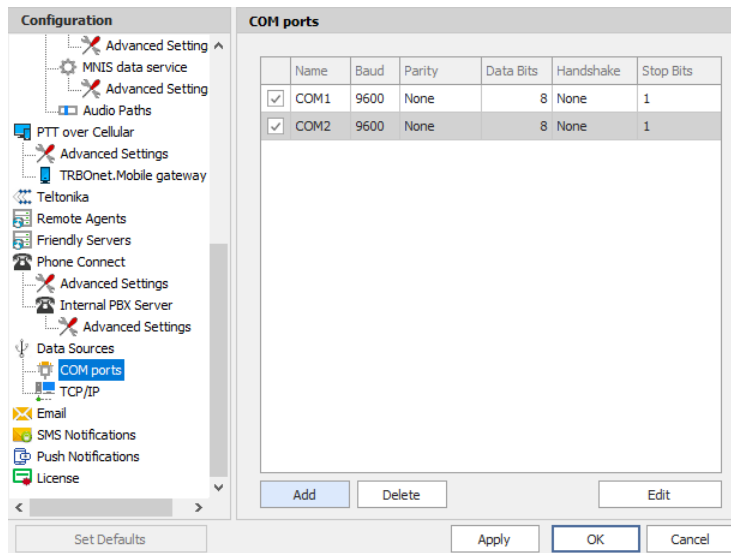 Configuration
Advanced Setting
MNIS data service
Advanced Setting
Audio Paths
PTT over Cellular
Advanced Settings
TRBOnet.Mobile gateway
Teltonika
Remote Agents
Friendly Servers
Phone Connect
Advanced Settings
Internal PBX Server
Advanced Settings
Data Sources
COM ports
TCP/IP
Email
SMS Notifications
Push Notifications
License
Set Defaults
COM ports
Name Baud Parity Data Bits Handshake Stop Bits
COM1 9600 None 8 None 1
COM2 9600 None 8 None 1
Add Delete Edit
Apply OK Cancel